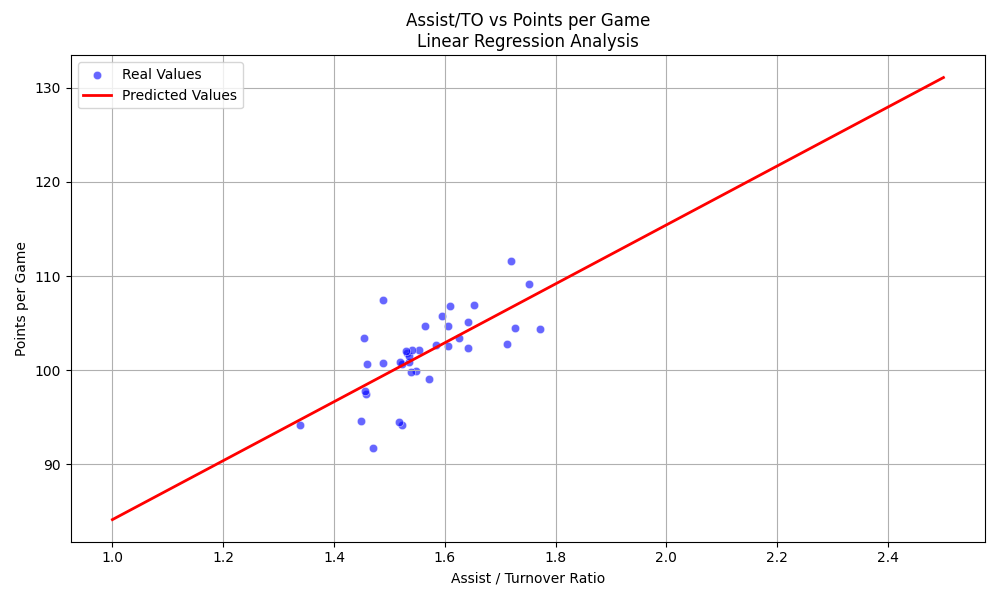 Assist/TO vs Points per Game
Linear Regression Analysis
Real Values
Predicted Values
Points per Game
130
120
110
100
90
1.0
1.2
1.4
1.6
1.8
2.0
2.2
2.4
Assist / Turnover Ratio